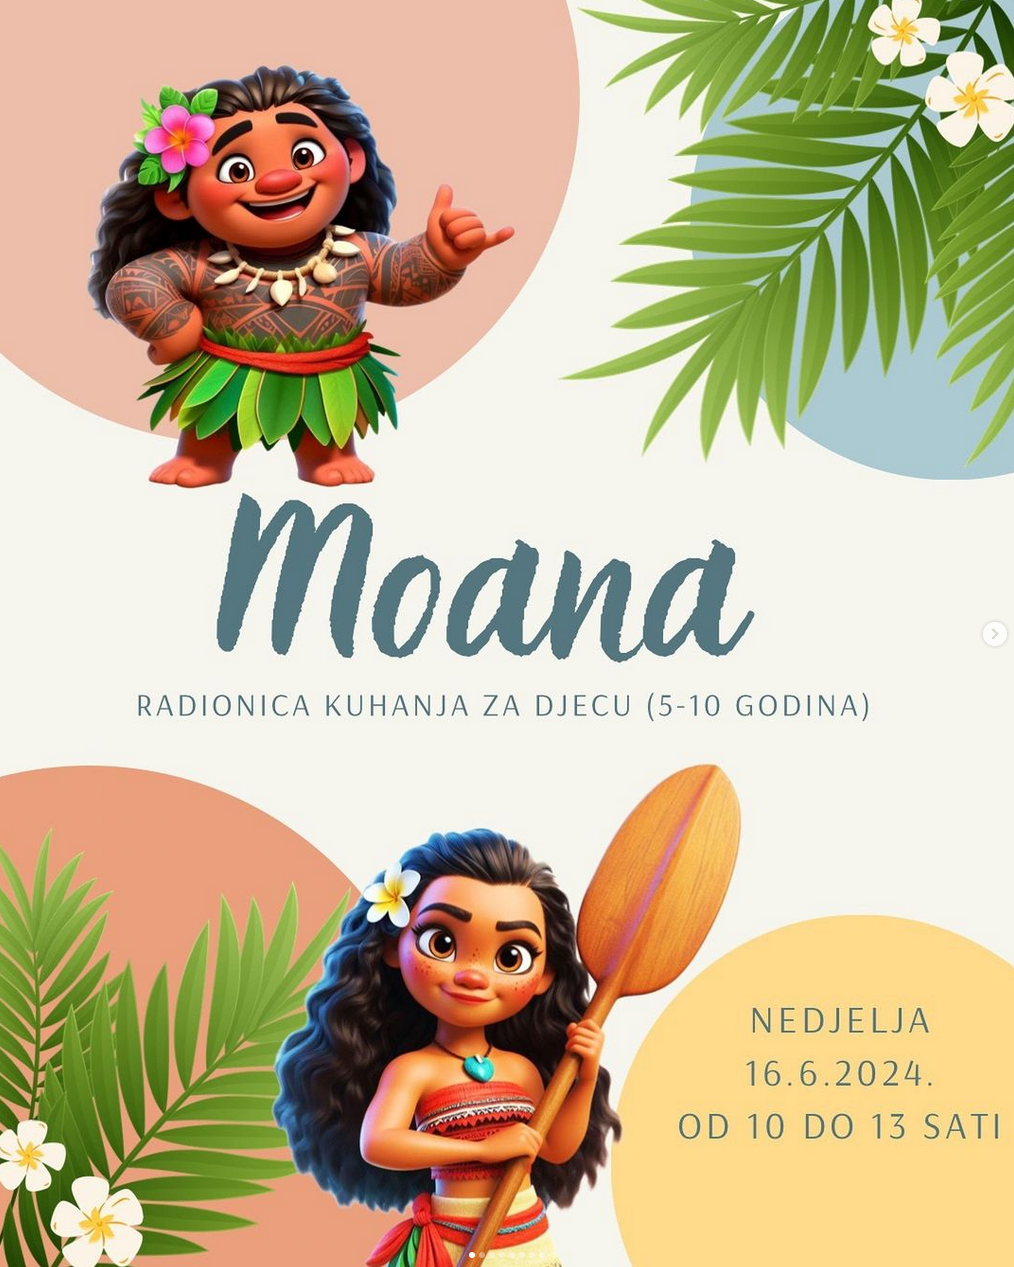 Moana
RADIONICA KUHANJA ZA DJECU (5-10 GODINA)
NEDJELJA
16.6.2024.
OD 10 DO 13 SATI